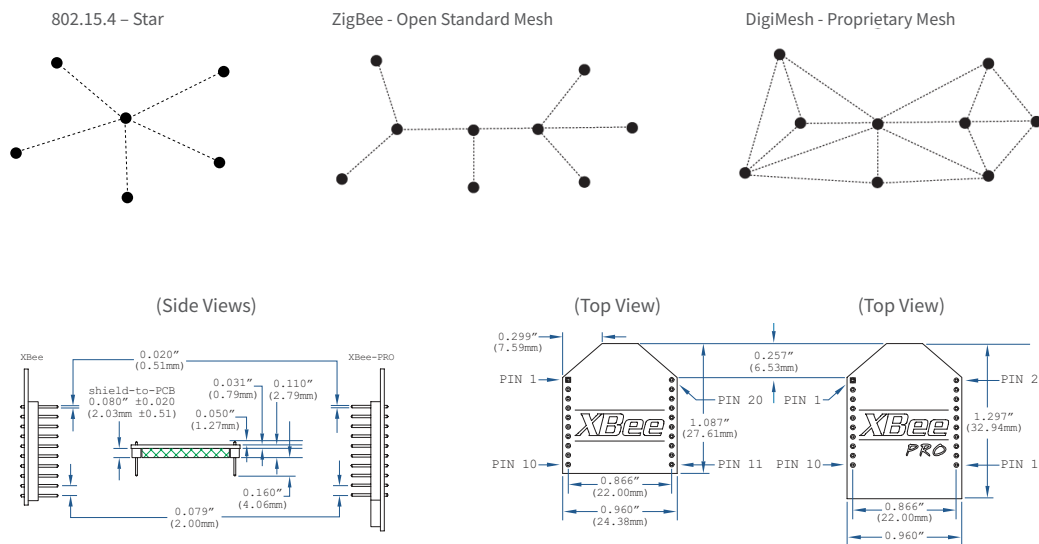 802.15.4 – Star
ZigBee - Open Standard Mesh
DigiMesh - Proprietary Mesh
(Side Views)
(Top View)
(Top View)
XBee
0.020″
(0.51mm)
XBee-PRO
shield-to-PCB
0.080″ ±0.020
(2.03mm ±0.51)
0.031″
(0.79mm)
0.110″
(2.79mm)
0.050″
(1.27mm)
0.160″
(4.06mm)
0.079″
(2.00mm)
0.299″
(7.59mm)
0.257″
(6.53mm)
PIN 1
PIN 20
PIN 1
PIN 2
XBee
1.087″
(27.61mm)
XBee
PRO
1.297″
(32.94mm)
PIN 10
PIN 11
PIN 10
PIN 1
0.866″
(22.00mm)
0.960″
(24.38mm)
0.866″
(22.00mm)
0.960″